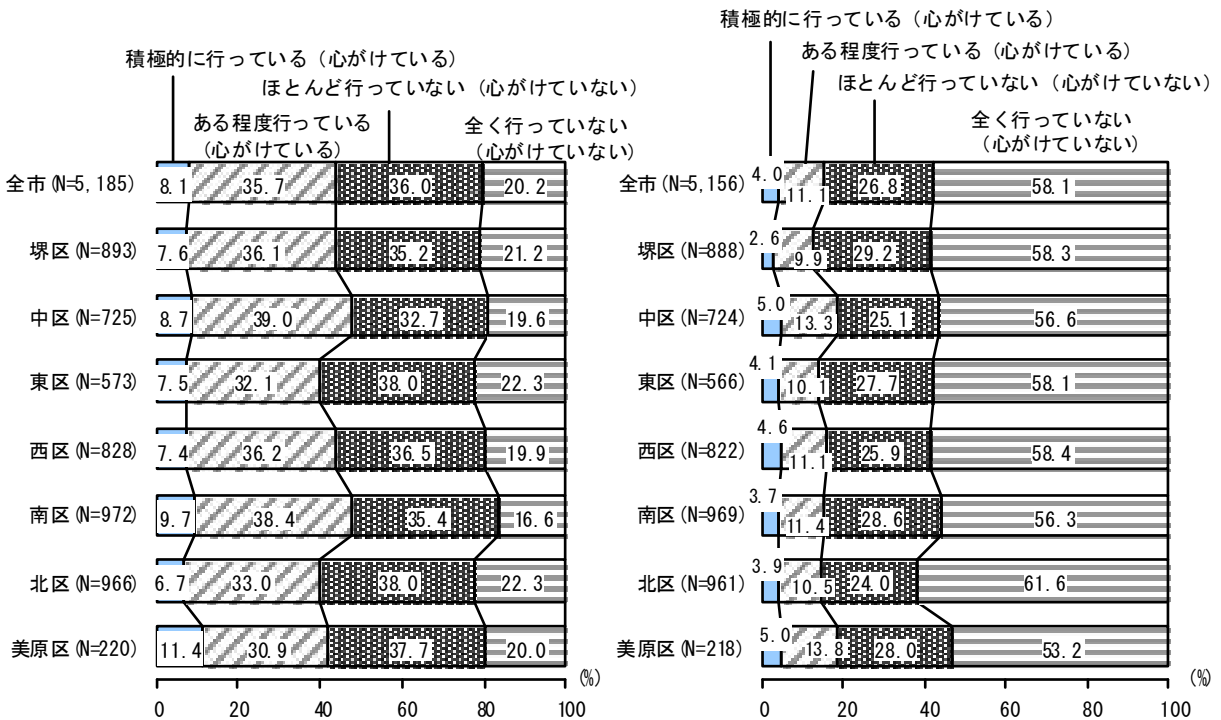 積極的に行っている（心がけている）
ほとんど行っていない（心がけていない）
ある程度行っている
（心がけている）
全く行っていない
（心がけていない）
全市(N=5,185) 8.1 35.7 36.0 20.2
堺区(N=893) 7.6 36.1 35.2 21.2
中区(N=725) 8.7 39.0 32.7 19.6
東区(N=573) 7.5 32.1 38.0 22.3
西区(N=828) 7.4 36.2 36.5 19.9
南区(N=972) 9.7 38.4 35.4 16.6
北区(N=966) 6.7 33.0 38.0 22.3
美原区(N=220) 11.4 30.9 37.7 20.0
(%)
0 20 40 60 80 100
積極的に行っている（心がけている）
ある程度行っている（心がけている）
ほとんど行っていない（心がけていない）
全く行っていない
（心がけていない）
全市(N=5,156) 4.0 11.1 26.8 58.1
堺区(N=888) 2.6 9.9 29.2 58.3
中区(N=724) 5.0 13.3 25.1 56.6
東区(N=566) 4.1 10.1 27.7 58.1
西区(N=822) 4.6 11.1 25.9 58.4
南区(N=969) 3.7 11.4 28.6 56.3
北区(N=961) 3.9 10.5 24.0 61.6
美原区(N=218) 5.0 13.8 28.0 53.2
(%)
0 20 40 60 80 100